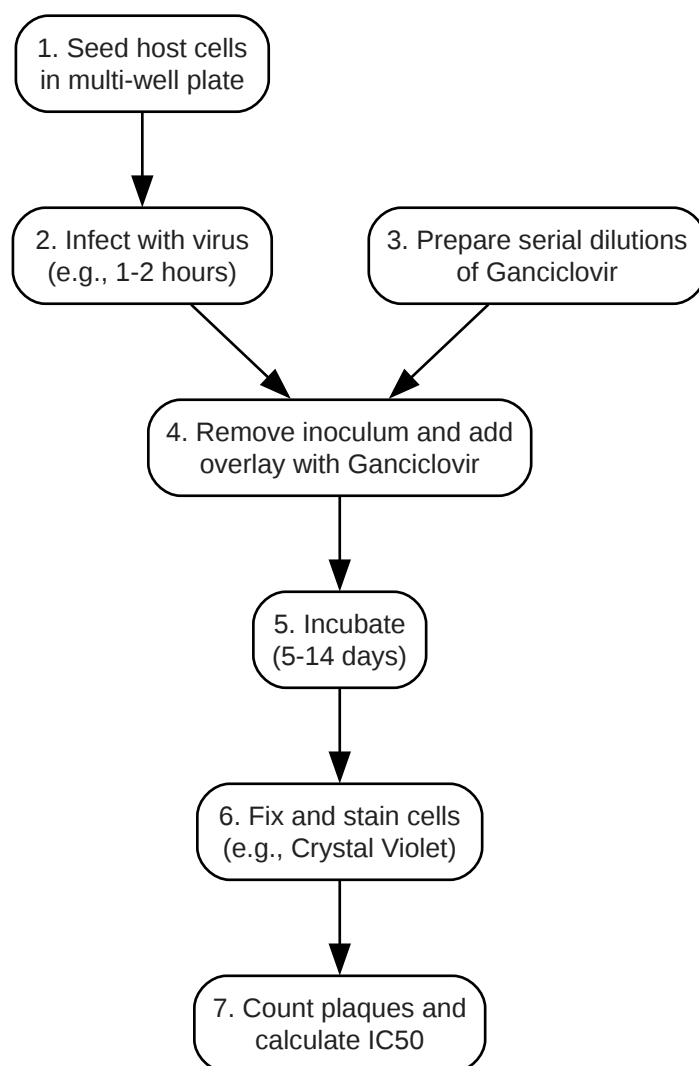 1. Seed host cells
in multi-well plate
2. Infect with virus
(e.g., 1-2 hours)
3. Prepare serial dilutions
of Ganciclovir
4. Remove inoculum and add
overlay with Ganciclovir
5. Incubate
(5-14 days)
6. Fix and stain cells
(e.g., Crystal Violet)
7. Count plaques and
calculate IC50